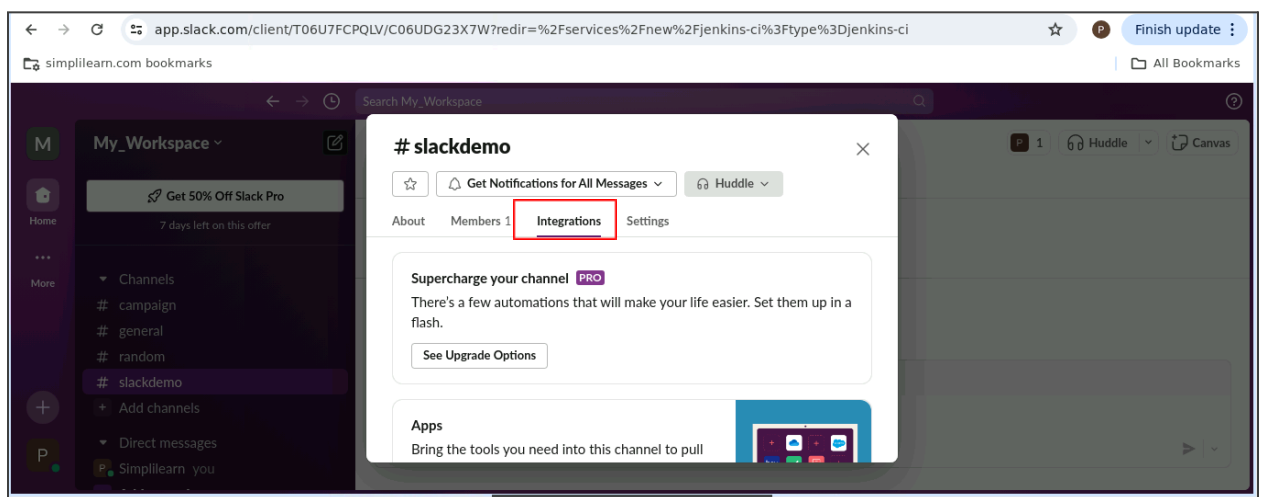 app.slack.com/client/T06U7FCPQLV/C06UDG23X7W?redir=%2Fservices%2Fnew%2Fjenkins-ci%3Ftype%3Djenkins-ci
P
Finish update
simplilearn.com bookmarks
All Bookmarks
Search My_Workspace
M
My_Workspace
# slackdemo
P 1
Huddle
Canvas
Get 50% Off Slack Pro
Get Notifications for All Messages
Huddle
Home
7 days left on this offer
About Members 1 Integrations Settings
More
Channels
Supercharge your channel PRO
# campaign
There's a few automations that will make your life easier. Set them up in a
flash.
# general
# random
See Upgrade Options
# slackdemo
+ Add channels
Apps
Direct messages
Bring the tools you need into this channel to pull
P
P Simplilearn you